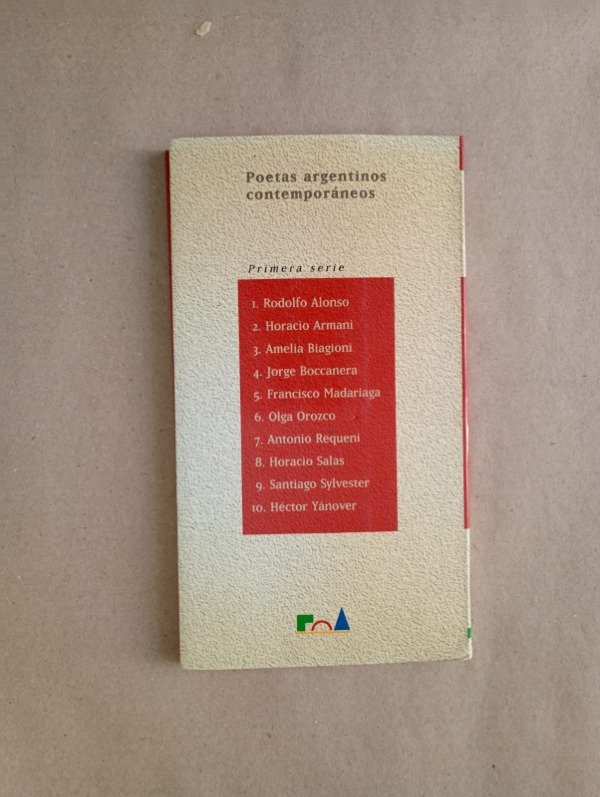 Poetas argentinos
contemporáneos
Primera serie
1. Rodolfo Alonso
2. Horacio Armani
3. Amelia Biagioni
4. Jorge Boccanera
5. Francisco Madariaga
6. Olga Orozco
7. Antonio Requeni
8. Horacio Salas
9. Santiago Sylvester
10. Héctor Yánover